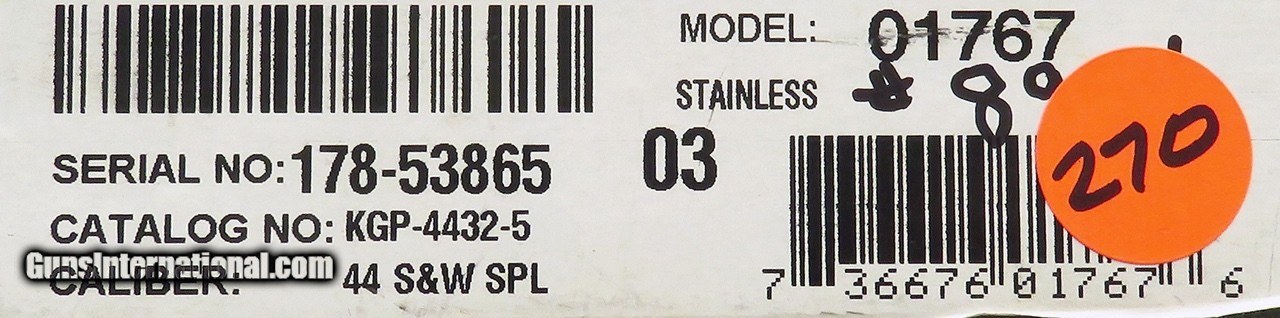 MODEL: 01767
STAINLESS
03
SERIAL NO: 178-53865
CATALOG NO: KGP-4432-5
CALIBER: 44 S&W SPL
GunsInternational.com
270
7 36676 01767 6